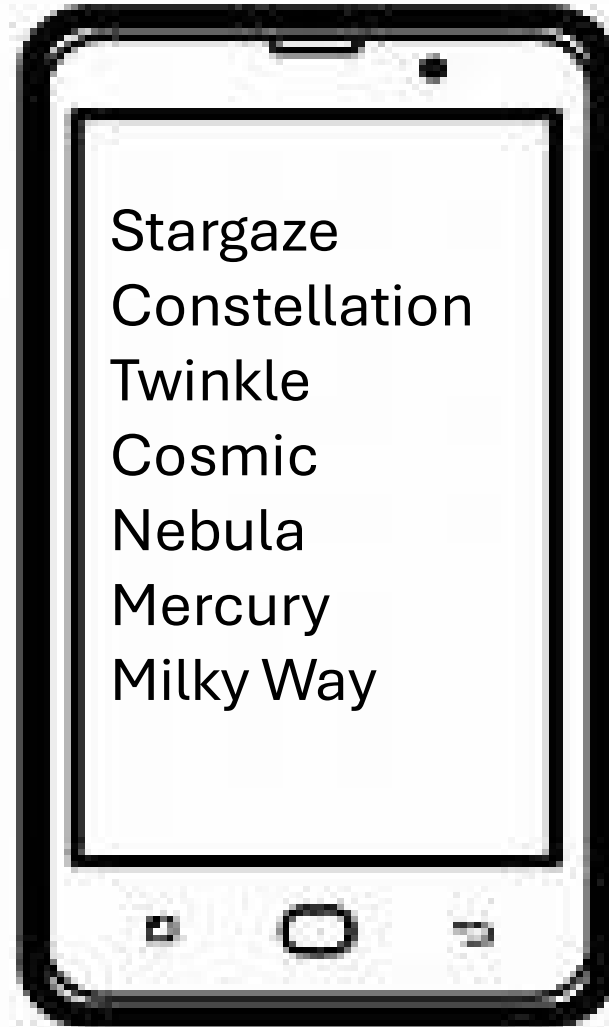 Stargaze
Constellation
Twinkle
Cosmic
Nebula
Mercury
Milky Way